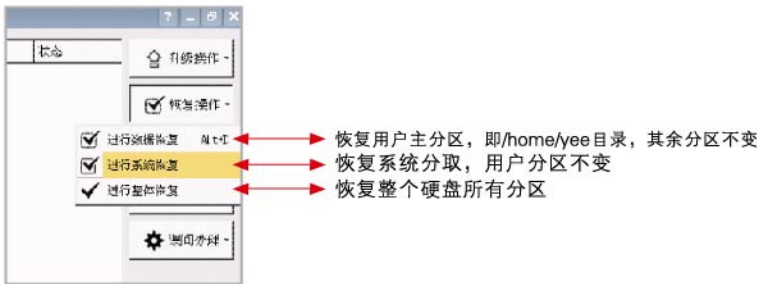 状态
升级操作
恢复操作
进行数据恢复 Alt+I
恢复用户主分区，即/home/yee目录，其余分区不变
进行系统恢复
恢复系统分取，用户分区不变
进行整体恢复
恢复整个硬盘所有分区